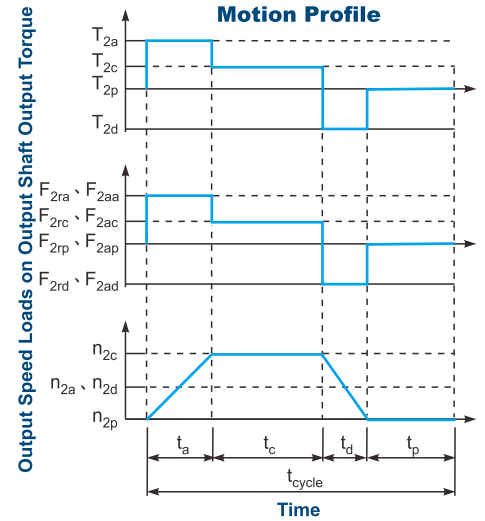 Motion Profile
Output Speed Loads on Output Shaft Output Torque
T2a
T2c
T2p
T2d
F2ra、F2aa
F2rc、F2ac
F2rp、F2ap
F2rd、F2ad
n2c
n2a、n2d
n2p
ta
tc
td
tp
tcycle
Time